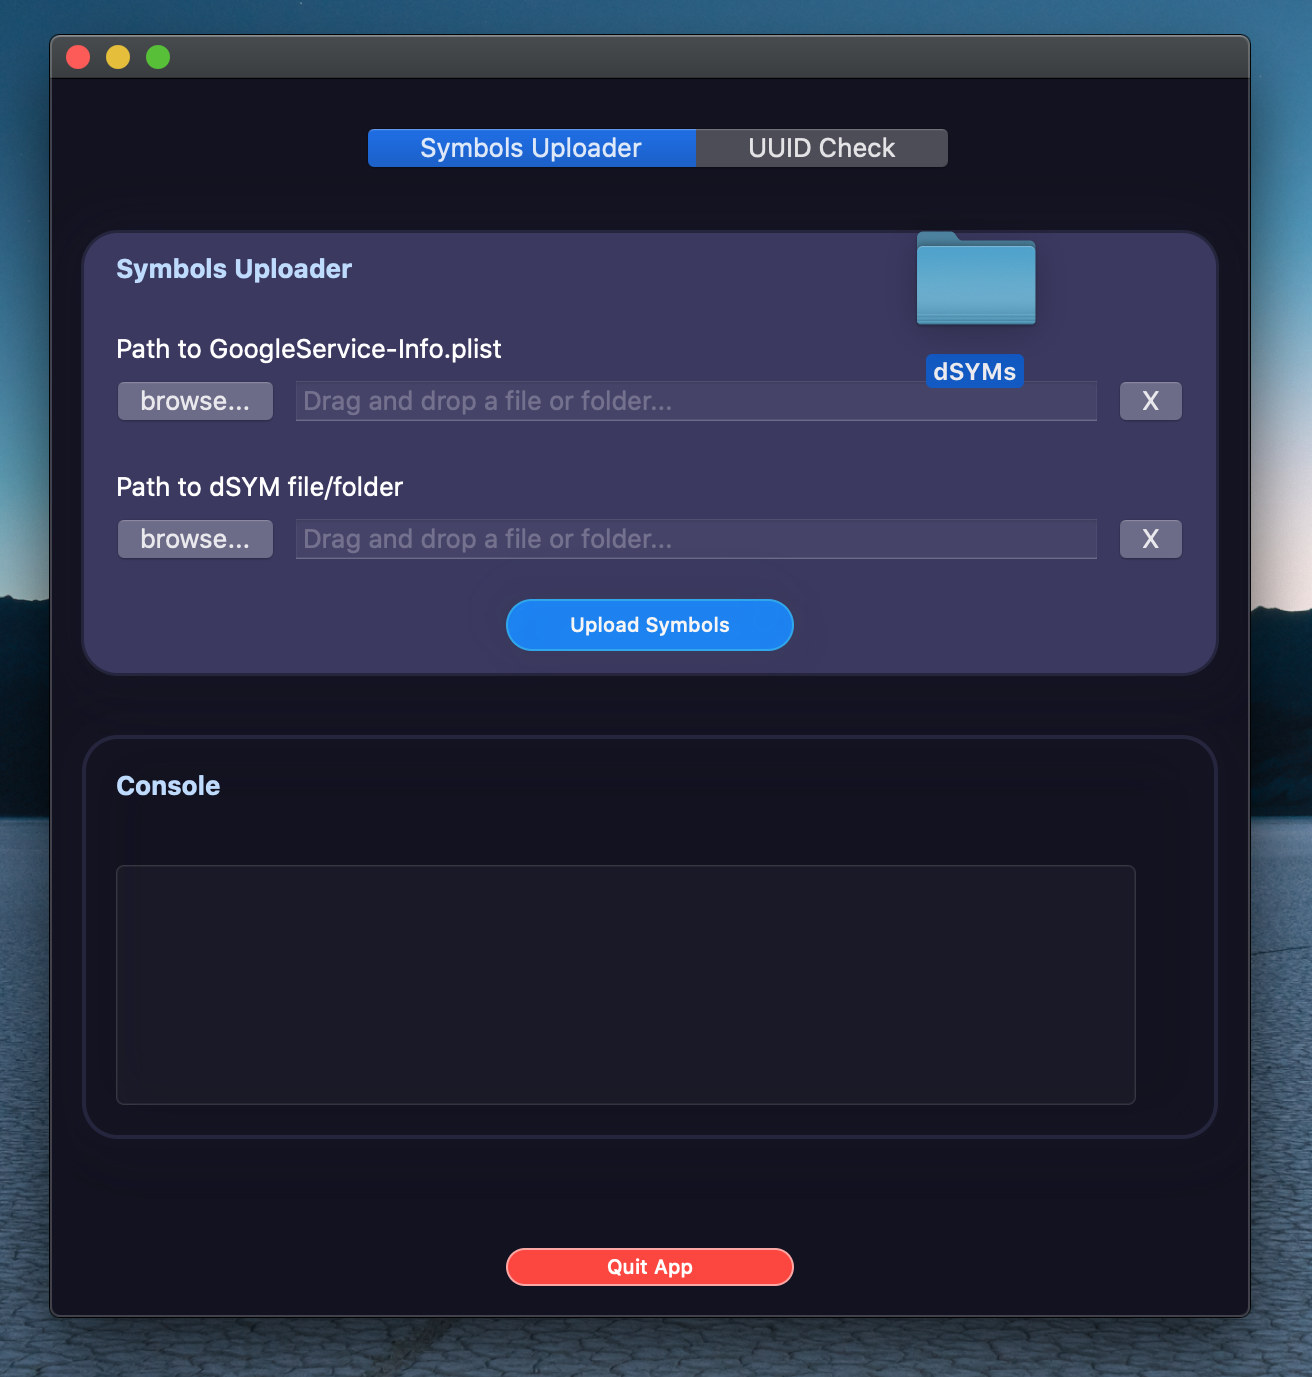 Symbols Uploader
UUID Check
Symbols Uploader
Path to GoogleService-Info.plist
dSYMs
browse...
Drag and drop a file or folder...
X
Path to dSYM file/folder
browse...
Drag and drop a file or folder...
X
Upload Symbols
Console
Quit App